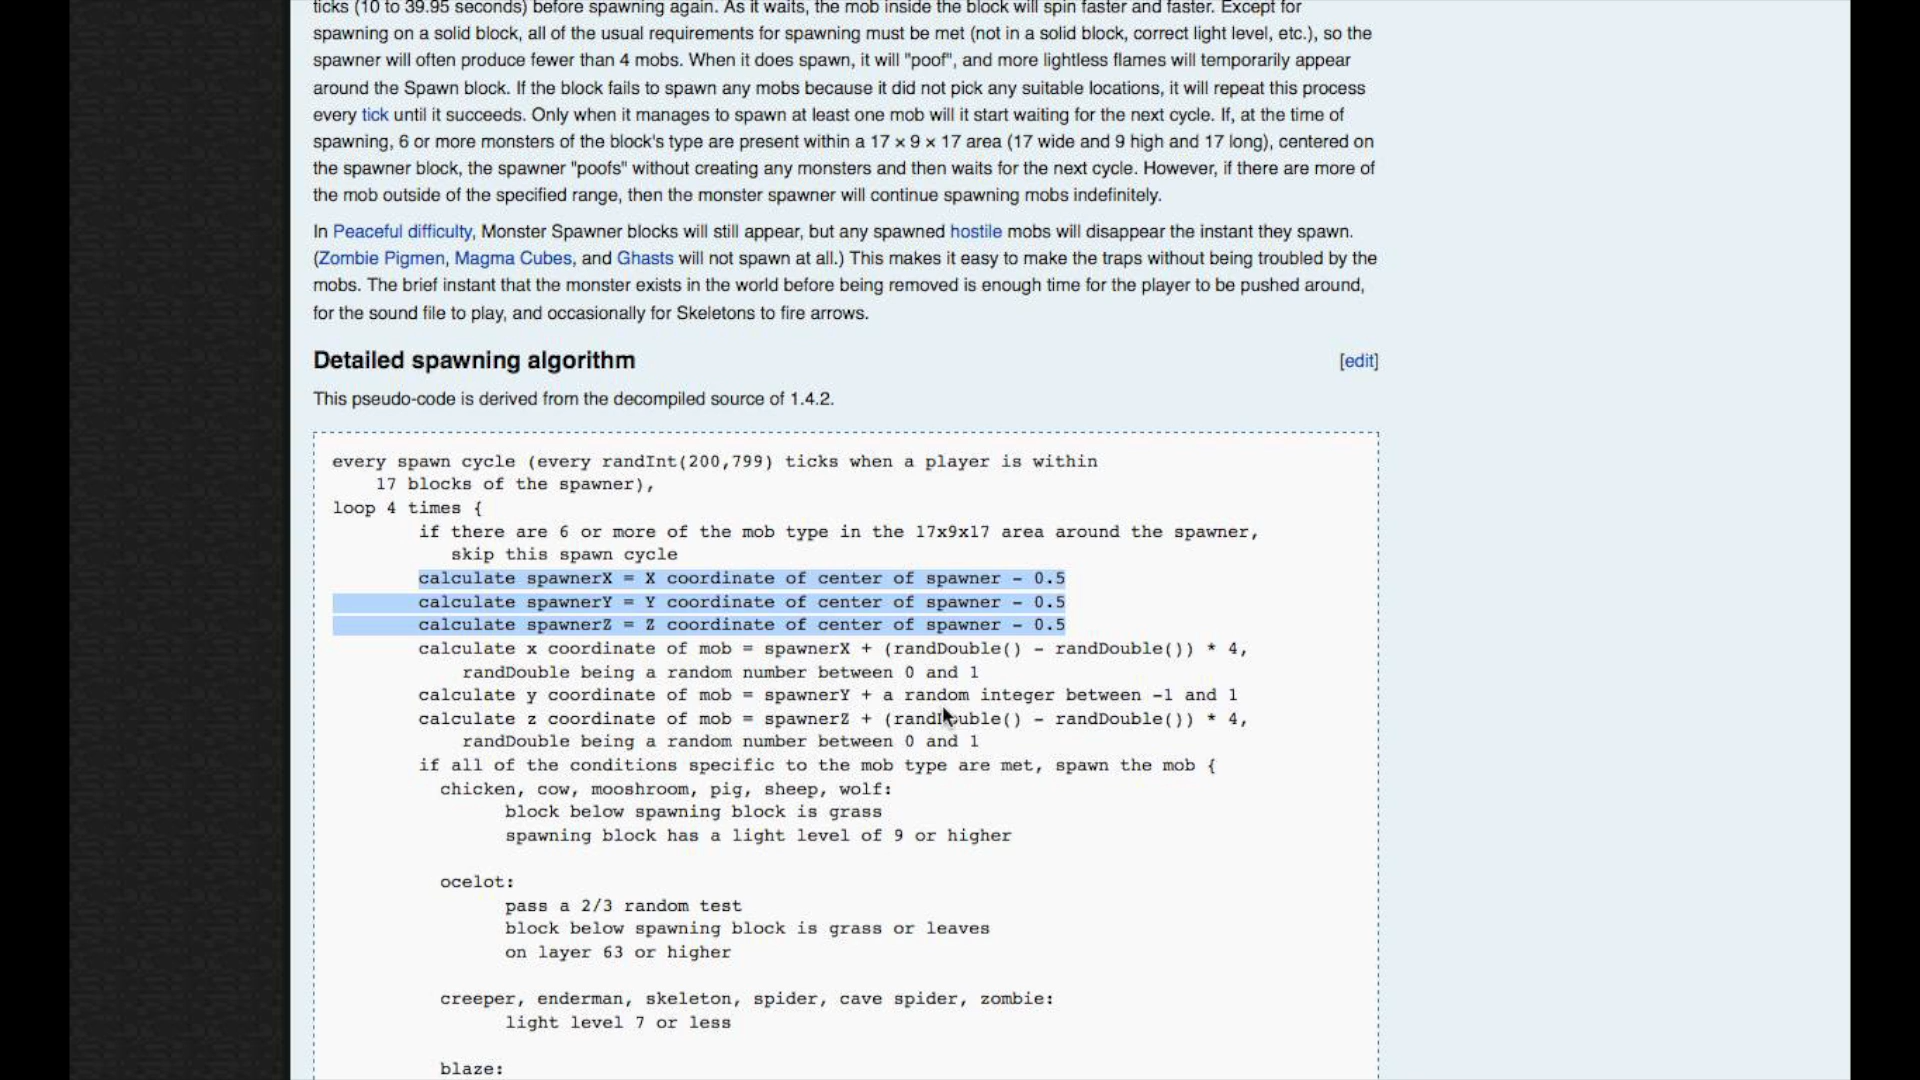 ticks (10 to 39.95 seconds) before spawning again. As it waits, the mob inside the block will spin faster and faster. Except for
spawning on a solid block, all of the usual requirements for spawning must be met (not in a solid block, correct light level, etc.), so the
spawner will often produce fewer than 4 mobs. When it does spawn, it will "poof", and more lightless flames will temporarily appear
around the Spawn block. If the block fails to spawn any mobs because it did not pick any suitable locations, it will repeat this process
every tick until it succeeds. Only when it manages to spawn at least one mob will it start waiting for the next cycle. If, at the time of
spawning, 6 or more monsters of the block's type are present within a 17 × 9 × 17 area (17 wide and 9 high and 17 long), centered on
the spawner block, the spawner "poofs" without creating any monsters and then waits for the next cycle. However, if there are more of
the mob outside of the specified range, then the monster spawner will continue spawning mobs indefinitely.
In Peaceful difficulty, Monster Spawner blocks will still appear, but any spawned hostile mobs will disappear the instant they spawn.
(Zombie Pigmen, Magma Cubes, and Ghasts will not spawn at all.) This makes it easy to make the traps without being troubled by the
mobs. The brief instant that the monster exists in the world before being removed is enough time for the player to be pushed around,
for the sound file to play, and occasionally for Skeletons to fire arrows.
Detailed spawning algorithm [edit]
This pseudo-code is derived from the decompiled source of 1.4.2.
every spawn cycle (every randInt(200,799) ticks when a player is within
17 blocks of the spawner),
loop 4 times {
if there are 6 or more of the mob type in the 17x9x17 area around the spawner,
skip this spawn cycle
calculate spawnerX = X coordinate of center of spawner - 0.5
calculate spawnerY = Y coordinate of center of spawner - 0.5
calculate spawnerZ = Z coordinate of center of spawner - 0.5
calculate x coordinate of mob = spawnerX + (randDouble() - randDouble()) * 4,
randDouble being a random number between 0 and 1
calculate y coordinate of mob = spawnerY + a random integer between -1 and 1
calculate z coordinate of mob = spawnerZ + (randDouble() - randDouble()) * 4,
randDouble being a random number between 0 and 1
if all of the conditions specific to the mob type are met, spawn the mob {
chicken, cow, mooshroom, pig, sheep, wolf:
block below spawning block is grass
spawning block has a light level of 9 or higher
ocelot:
pass a 2/3 random test
block below spawning block is grass or leaves
on layer 63 or higher
creeper, enderman, skeleton, spider, cave spider, zombie:
light level 7 or less
blaze: